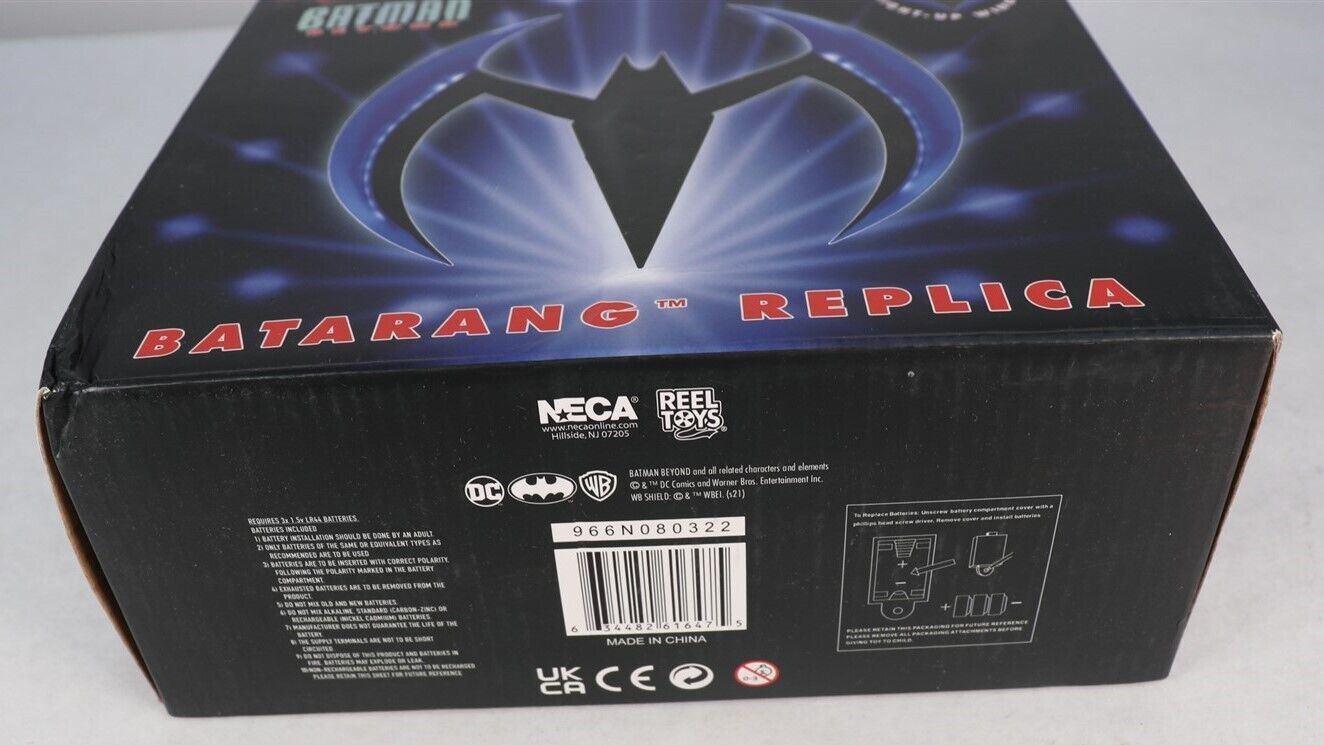 BATMAN
BATARANG™ REPLICA
NECA®
www.necaonline.com
Hillside, NJ 07205
REEL
TOYS®
DC
WB
BATMAN BEYOND and all related characters and elements
© & ™ DC Comics and Warner Bros. Entertainment Inc.
WB SHIELD: © & ™ WBEI. (s21)
REQUIRES 3x 1.5v LR44 BATTERIES.
BATTERIES INCLUDED
1) BATTERY INSTALLATION SHOULD BE DONE BY AN ADULT.
2) ONLY BATTERIES OF THE SAME OR EQUIVALENT TYPES AS
RECOMMENDED ARE TO BE USED
3) BATTERIES ARE TO BE INSERTED WITH CORRECT POLARITY,
FOLLOWING THE POLARITY MARKED IN THE BATTERY
COMPARTMENT.
4) EXHAUSTED BATTERIES ARE TO BE REMOVED FROM THE
PRODUCT.
5) DO NOT MIX OLD AND NEW BATTERIES.
6) DO NOT MIX ALKALINE, STANDARD (CARBON-ZINC) OR
RECHARGEABLE (NICKEL CADMIUM) BATTERIES.
7) MANUFACTURER DOES NOT GUARANTEE THE LIFE OF THE
BATTERY.
8) THE SUPPLY TERMINALS ARE NOT TO BE SHORT
CIRCUITED
9) DO NOT DISPOSE OF THIS PRODUCT AND BATTERIES IN
FIRE. BATTERIES MAY EXPLODE OR LEAK.
10) NON-RECHARGEABLE BATTERIES ARE NOT TO BE RECHARGED
PLEASE RETAIN THIS SHEET FOR FUTURE REFERENCE
966N080322
6 34482 61647 5
MADE IN CHINA
UK
CA CE
0-3
To Replace Batteries: Unscrew battery compartment cover with a
phillips head screw driver. Remove cover and install batteries
+
−
+ −
PLEASE RETAIN THIS PACKAGING FOR FUTURE REFERENCE
PLEASE REMOVE ALL PACKAGING ATTACHMENTS BEFORE
GIVING TOY TO CHILD.